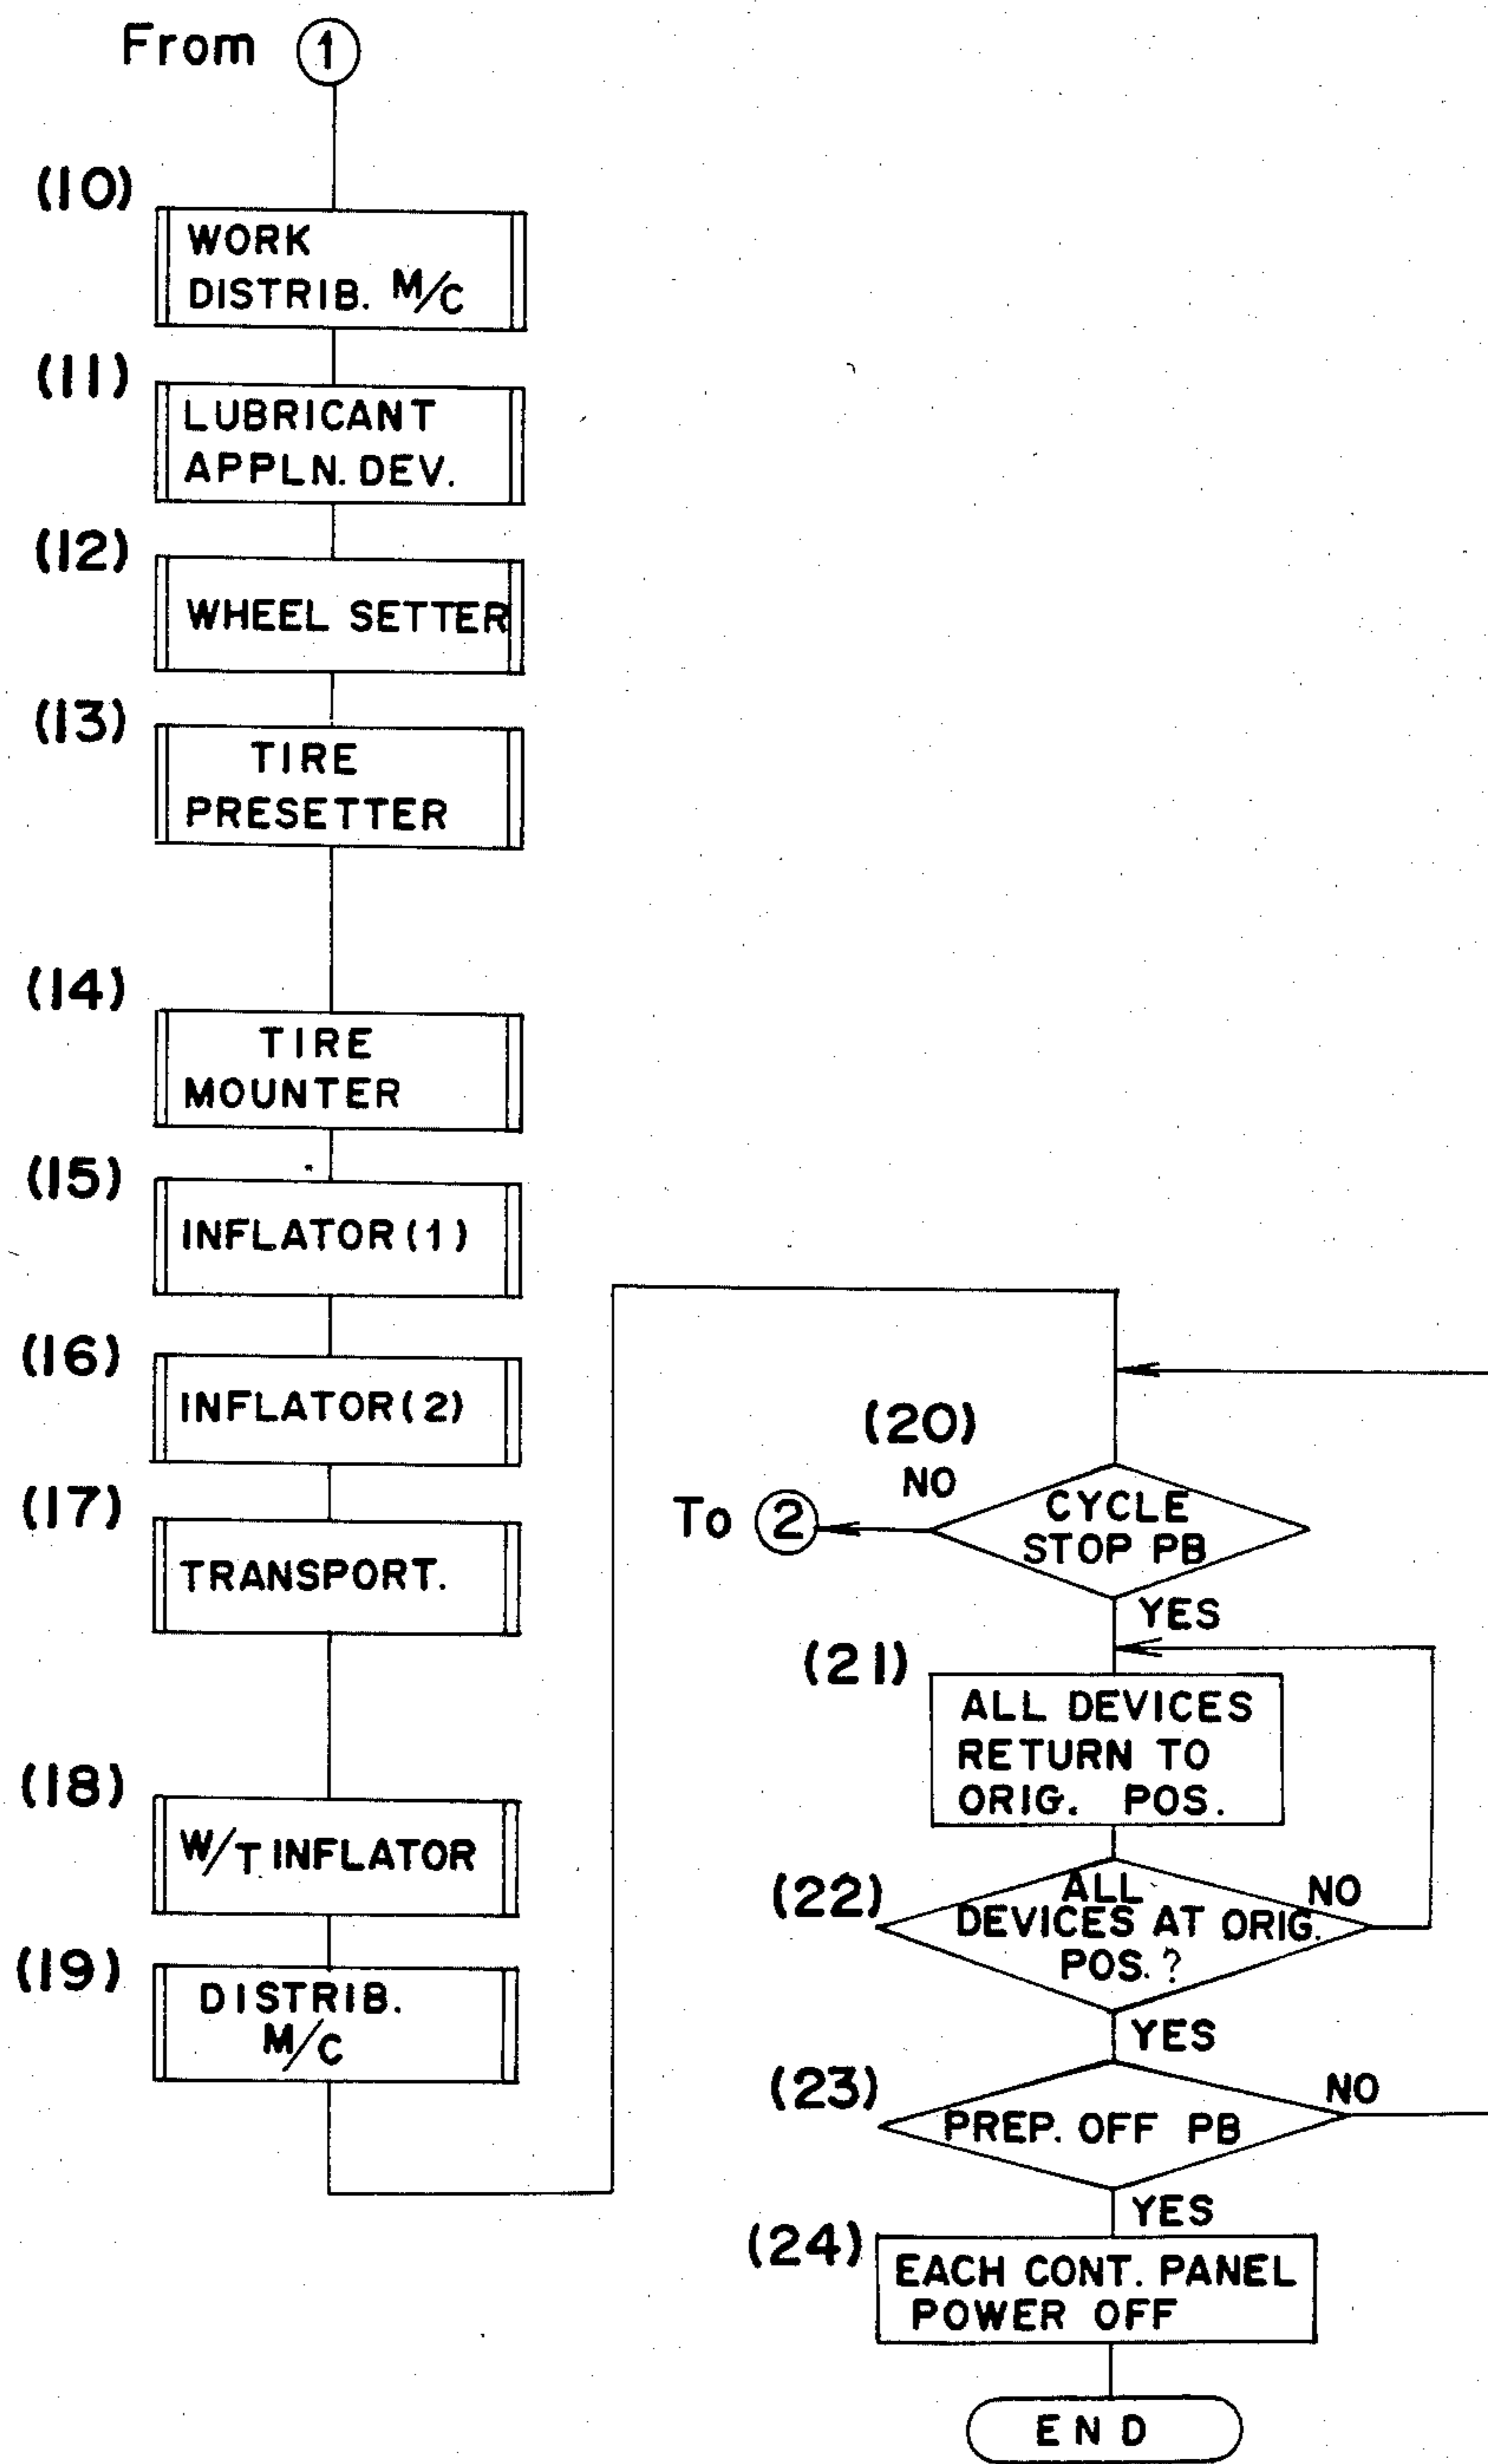 From 1
(10)
WORK
DISTRIB. M/C
(11)
LUBRICANT
APPLN. DEV.
(12)
WHEEL SETTER
(13)
TIRE
PRESETTER
(14)
TIRE
MOUNTER
(15)
INFLATOR (1)
(16)
INFLATOR (2)
(17)
TRANSPORT.
(18)
W/T INFLATOR
(19)
DISTRIB.
M/C
(20)
NO
To 2
CYCLE
STOP PB
YES
(21)
ALL DEVICES
RETURN TO
ORIG. POS.
(22)
ALL
DEVICES AT ORIG.
POS. ?
NO
YES
(23)
PREP. OFF PB
NO
YES
(24)
EACH CONT. PANEL
POWER OFF
END